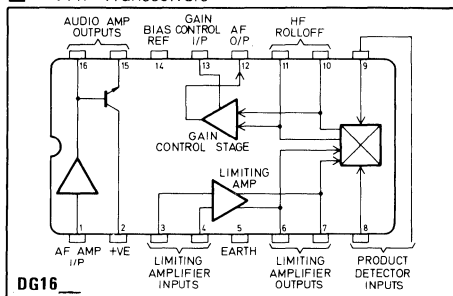 AUDIO AMP
OUTPUTS
BIAS
REF
GAIN
CONTROL
I/P
AF
O/P
HF
ROLLOFF
16
15
14
13
12
11
10
9
GAIN
CONTROL STAGE
LIMITING
AMP
1
2
3
4
5
6
7
8
AF AMP
I/P
+VE
LIMITING
AMPLIFIER
INPUTS
EARTH
LIMITING
AMPLIFIER
OUTPUTS
PRODUCT
DETECTOR
INPUTS
DG16